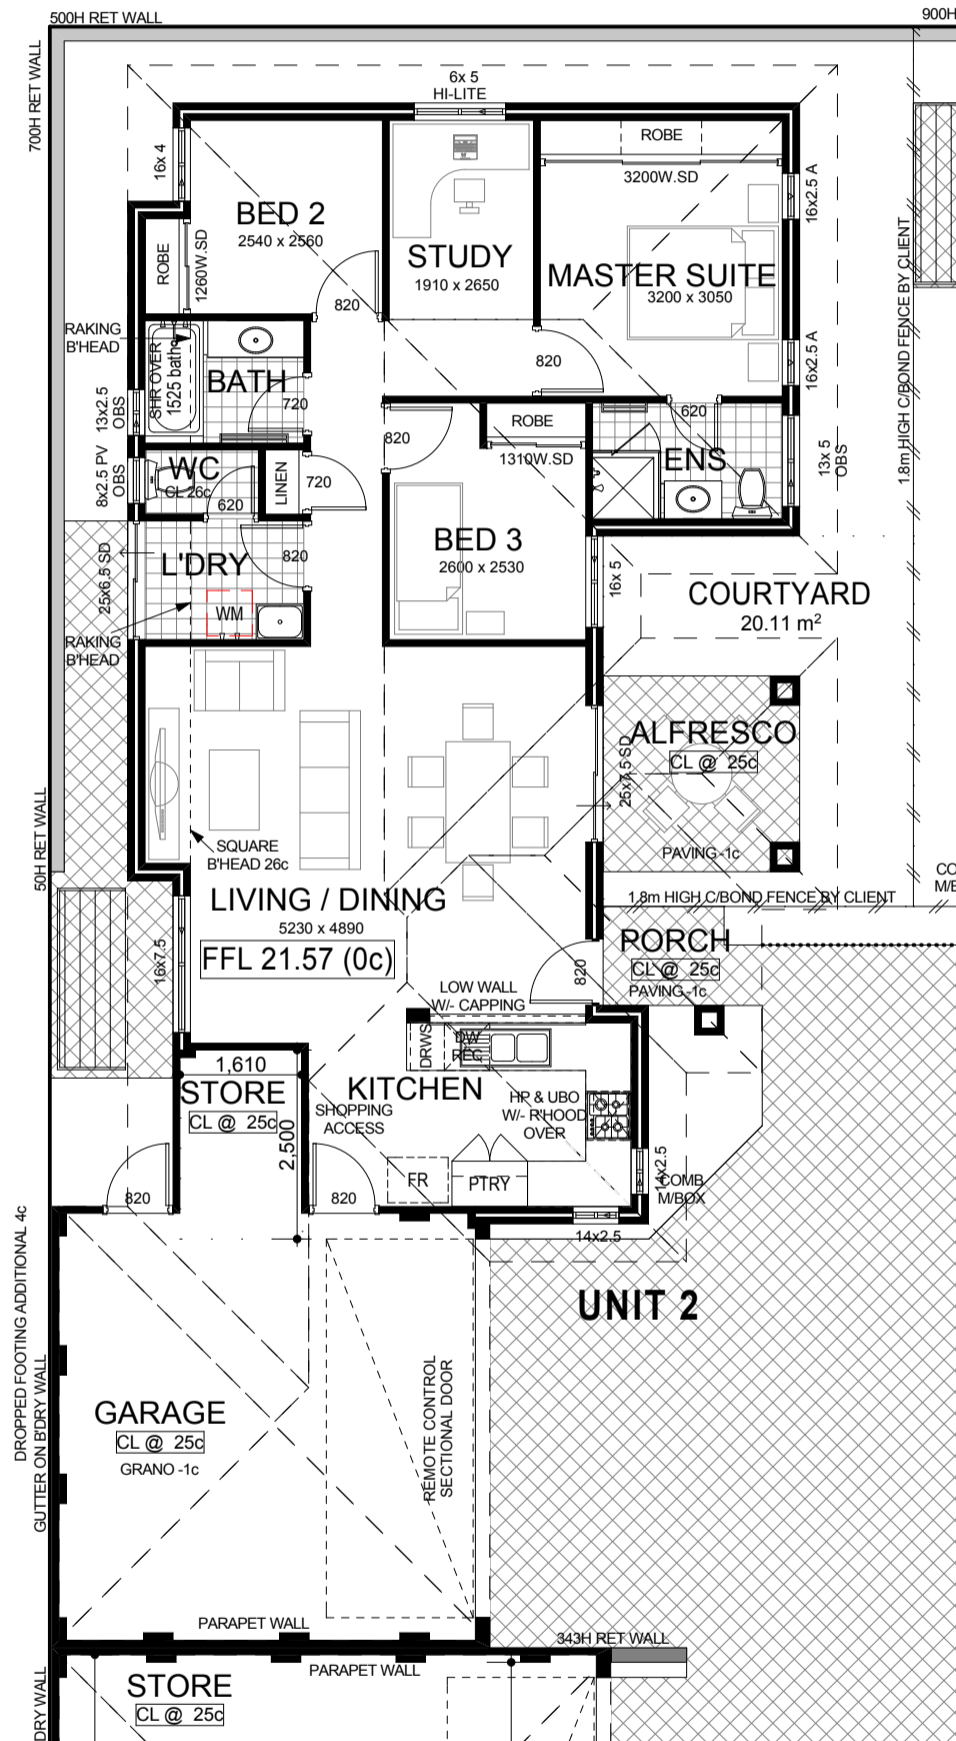 500H RET WALL
900H
700H RET WALL
6x 5
HI-LITE
ROBE
3200W.SD
16x 4
16x2.5 A
BED 2
2540 x 2560
STUDY
1910 x 2650
MASTER SUITE
3200 x 3050
ROBE
1260W.SD
820
1.8m HIGH C/BOND FENCE BY CLIENT
RAKING
B'HEAD
SHR OVER
1525 bath
BATH
720
820
16x2.5 A
13x2.5
OBS
820
ROBE
1310W.SD
620
ENS
13x 5
OBS
8x2.5 PV
OBS
WC
CL 26c
620
LINEN
720
BED 3
2600 x 2530
L'DRY
820
25x6.5 SD
WM
16x 5
COURTYARD
20.11 m²
RAKING
B'HEAD
ALFRESCO
CL @ 25c
25x7.5 SD
PAVING -1c
50H RET WALL
SQUARE
B'HEAD 26c
CO
M/B
1.8m HIGH C/BOND FENCE BY CLIENT
LIVING / DINING
5230 x 4890
FFL 21.57 (0c)
16x7.5
820
PORCH
CL @ 25c
PAVING -1c
LOW WALL
W/- CAPPING
DRWS
DW
REC
1,610
STORE
CL @ 25c
2,500
KITCHEN
SHOPPING
ACCESS
HP & UBO
W/- R'HOOD
OVER
FR
PTRY
14x2.5
COMB
M/BOX
820
820
14x2.5
UNIT 2
DROPPED FOOTING ADDITIONAL 4c
GUTTER ON B'DRY WALL
GARAGE
CL @ 25c
GRANO -1c
REMOTE CONTROL
SECTIONAL DOOR
PARAPET WALL
343H RET WALL
PARAPET WALL
STORE
CL @ 25c
DRY WALL